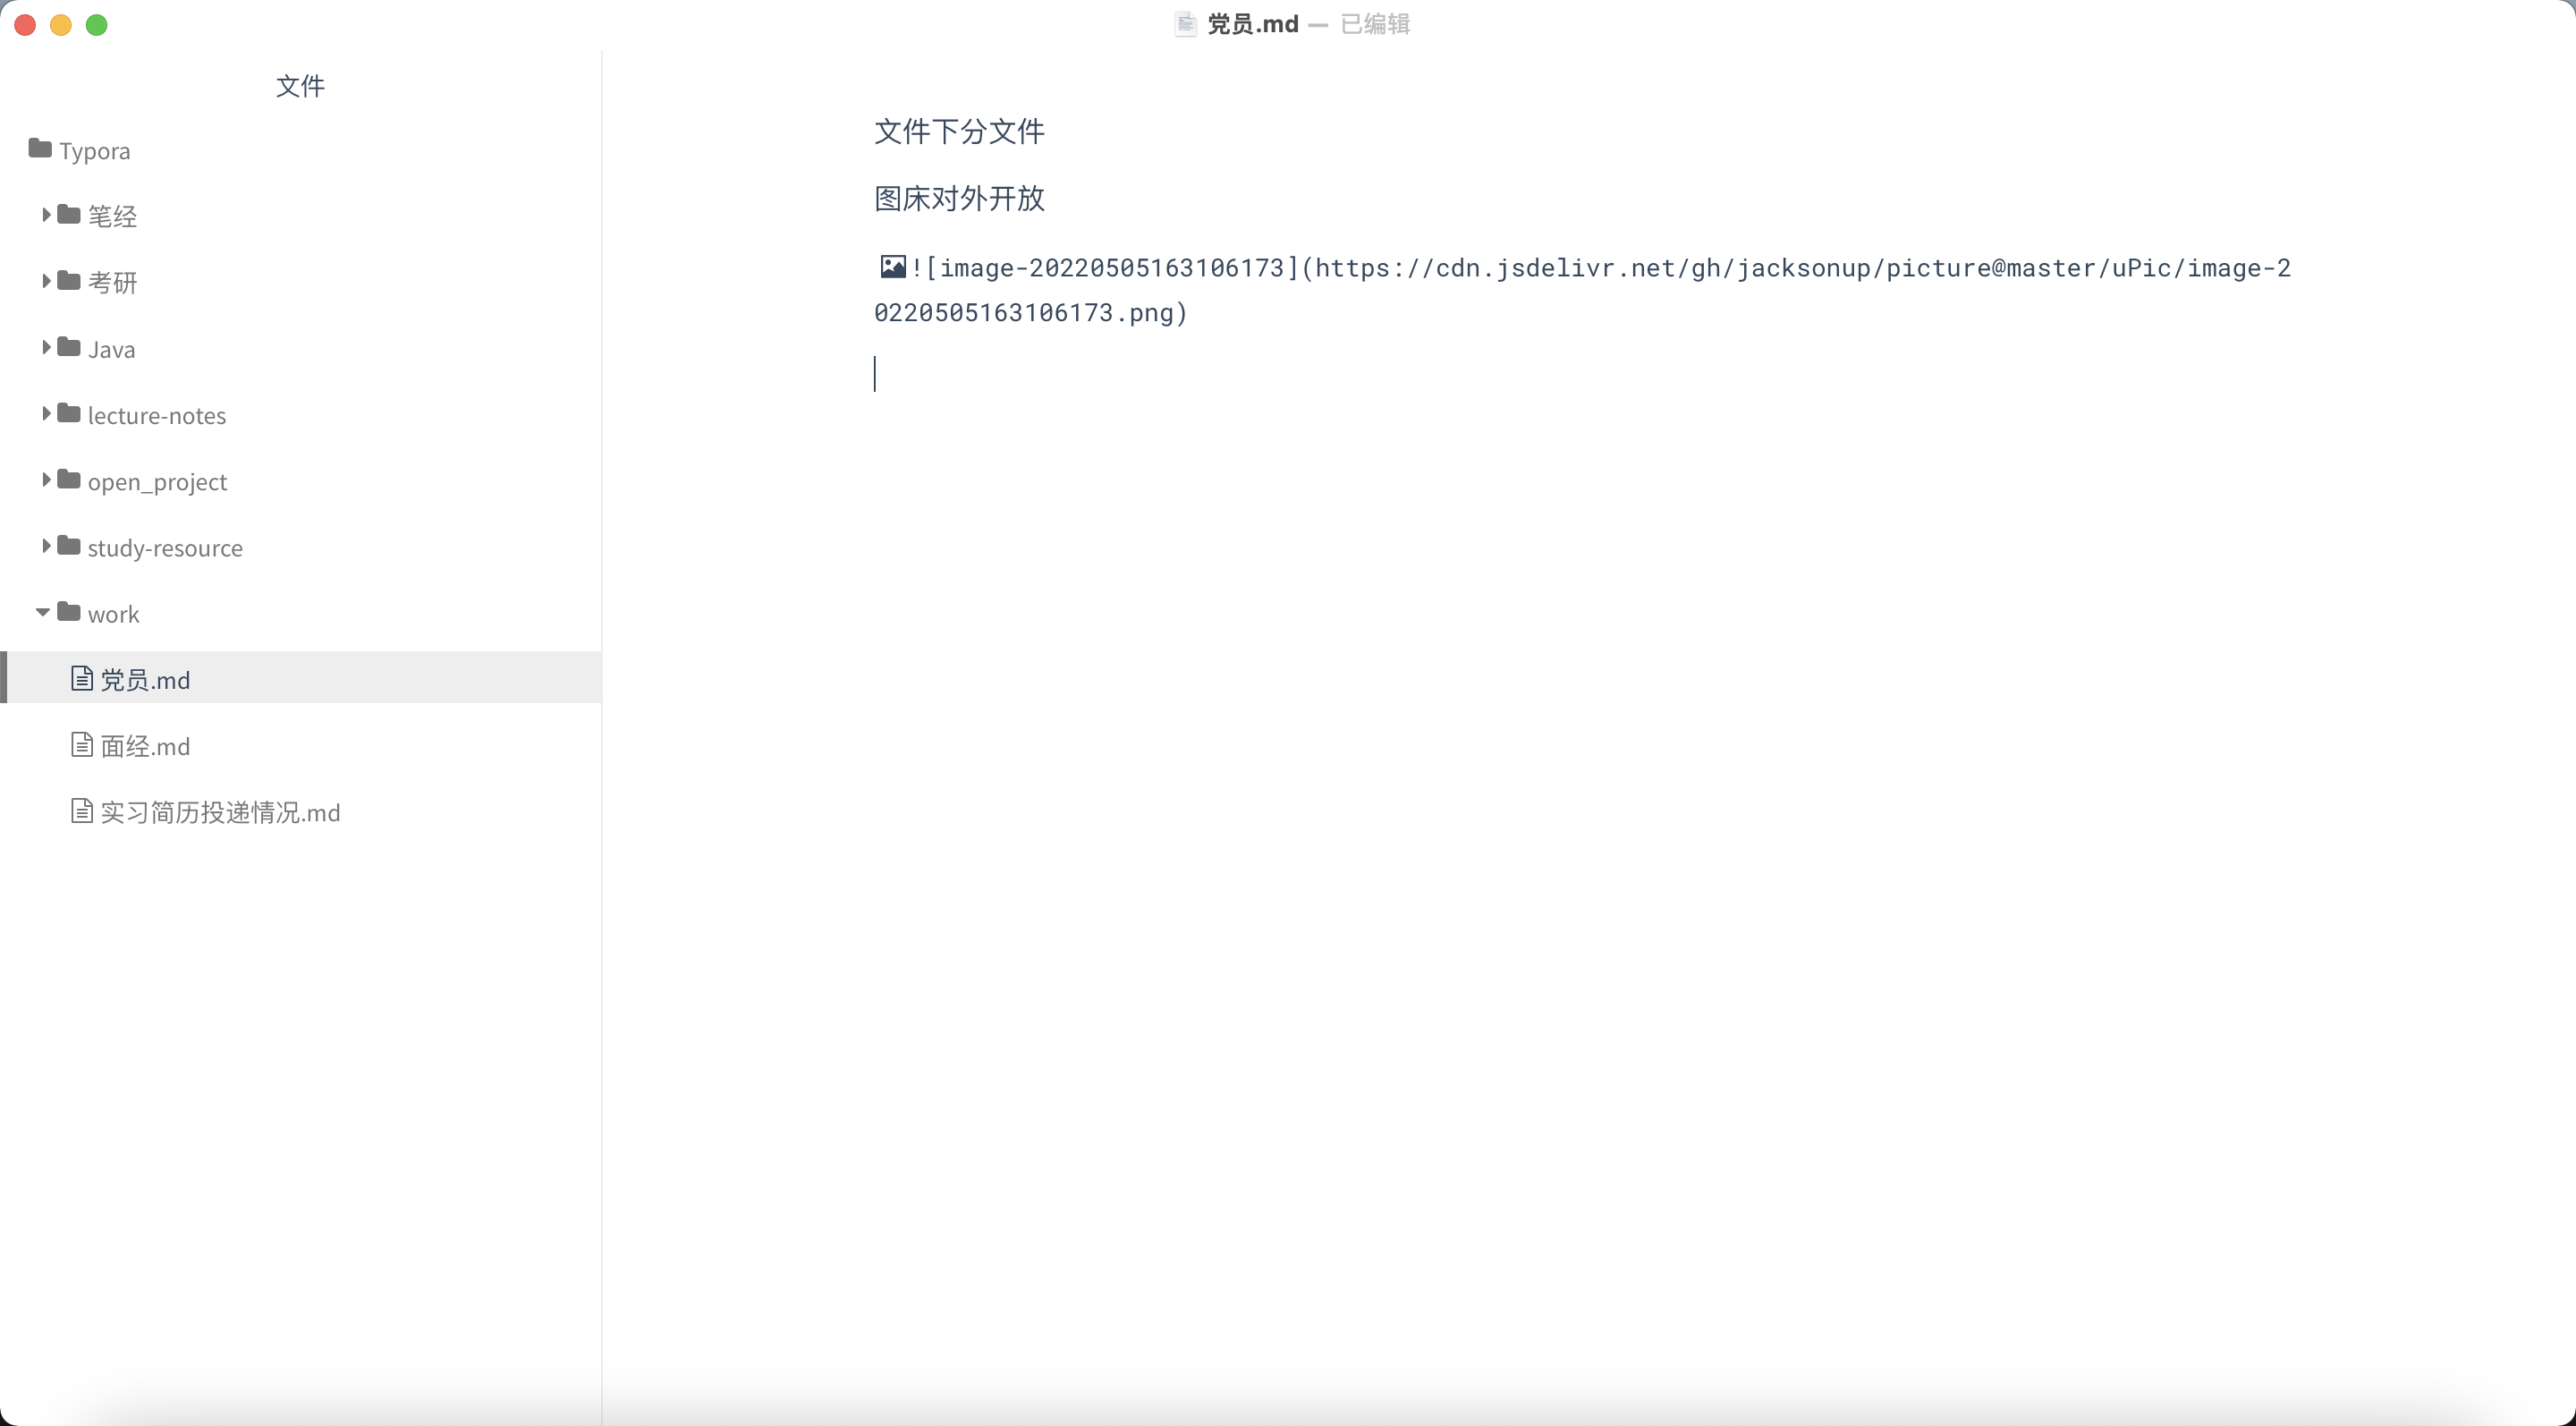 党员.md — 已编辑
文件
Typora
笔经
考研
Java
lecture-notes
open_project
study-resource
work
党员.md
面经.md
实习简历投递情况.md
文件下分文件
图床对外开放
![image-20220505163106173](https://cdn.jsdelivr.net/gh/jacksonup/picture@master/uPic/image-2
0220505163106173.png)